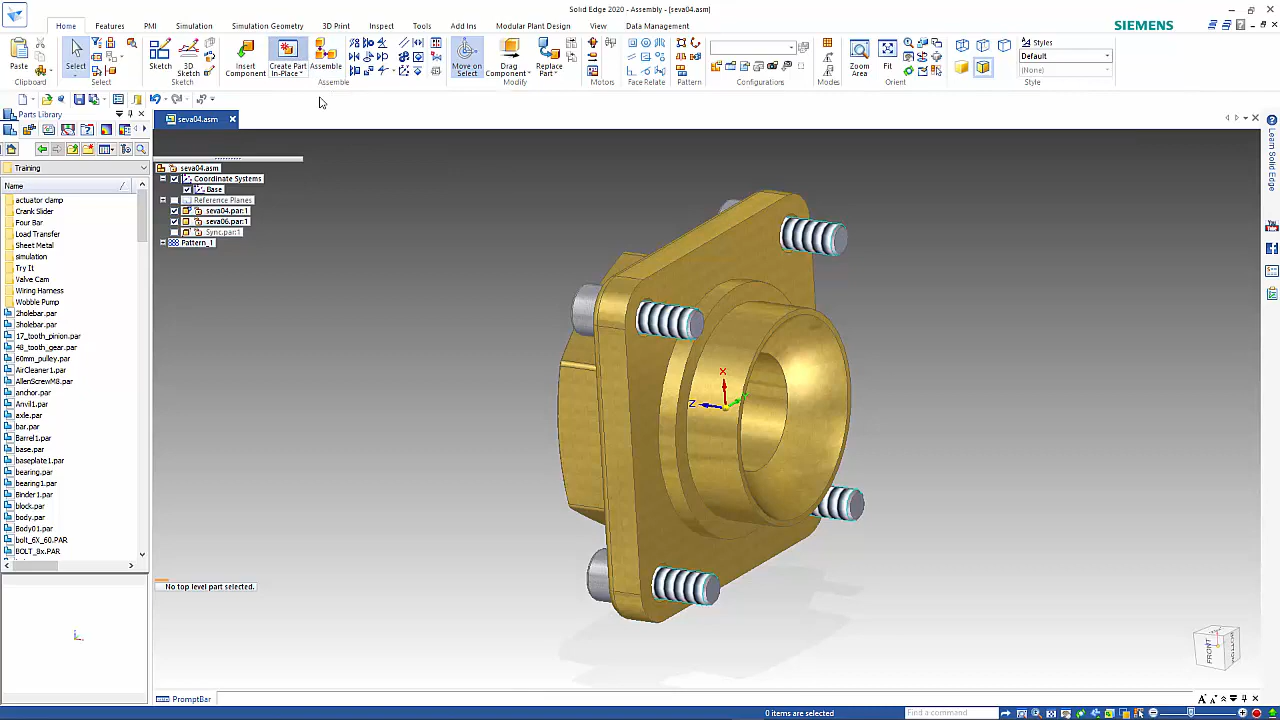 Solid Edge 2020 - Assembly - [seva04.asm]
Home Features PMI Simulation Simulation Geometry 3D Print Inspect Tools Add Ins Modular Plant Design View Data Management
SIEMENS
Paste Select Sketch 3D Sketch Insert Component Create Part In-Place Assemble Move on Select Drag Component Replace Part Zoom Area Fit Styles
Default
(None)
Clipboard Select Sketch Assemble Modify Motors Face Relate Pattern Configurations Modes Orient Style
Parts Library
seva04.asm
Training
Name
actuator clamp
Crank Slider
Four Bar
Load Transfer
Sheet Metal
simulation
Try It
Valve Cam
Wiring Harness
Wobble Pump
2holebar.par
3holebar.par
17_tooth_pinion.par
48_tooth_gear.par
60mm_pulley.par
AirCleaner1.par
AllenScrewM8.par
anchor.par
Anvil1.par
axle.par
bar.par
Barrel1.par
base.par
baseplate1.par
bearing.par
bearing1.par
Binder1.par
block.par
body.par
Body01.par
bolt_6X_60.PAR
BOLT_8x.PAR
seva04.asm
Coordinate Systems
Base
Reference Planes
seva04.par:1
seva06.par:1
Sync.par:1
Pattern_1
No top level part selected.
X
Z
FRONT
Learn Solid Edge
PromptBar
0 items are selected
Find a command